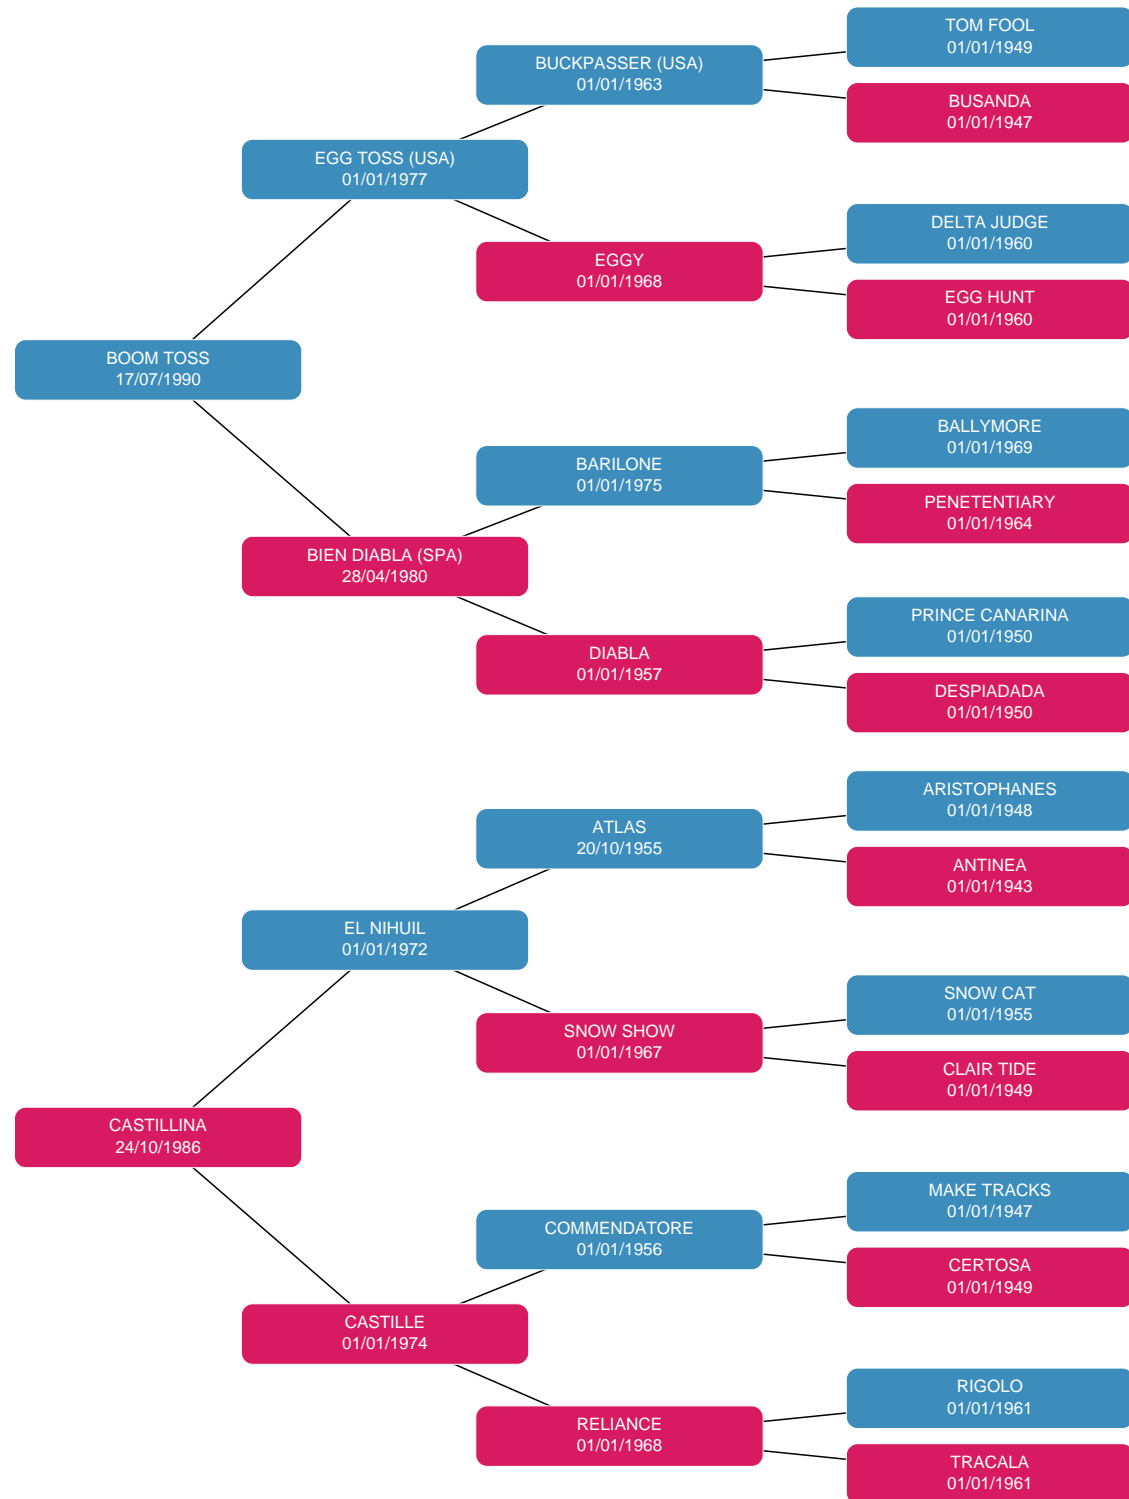 TOM FOOL
01/01/1949
BUCKPASSER (USA)
01/01/1963
BUSANDA
01/01/1947
EGG TOSS (USA)
01/01/1977
DELTA JUDGE
01/01/1960
EGGY
01/01/1968
EGG HUNT
01/01/1960
BOOM TOSS
17/07/1990
BALLYMORE
01/01/1969
BARILONE
01/01/1975
PENETENTIARY
01/01/1964
BIEN DIABLA (SPA)
28/04/1980
PRINCE CANARINA
01/01/1950
DIABLA
01/01/1957
DESPIADADA
01/01/1950
ARISTOPHANES
01/01/1948
ATLAS
20/10/1955
ANTINEA
01/01/1943
EL NIHUIL
01/01/1972
SNOW CAT
01/01/1955
SNOW SHOW
01/01/1967
CLAIR TIDE
01/01/1949
CASTILLINA
24/10/1986
MAKE TRACKS
01/01/1947
COMMENDATORE
01/01/1956
CERTOSA
01/01/1949
CASTILLE
01/01/1974
RIGOLO
01/01/1961
RELIANCE
01/01/1968
TRACALA
01/01/1961